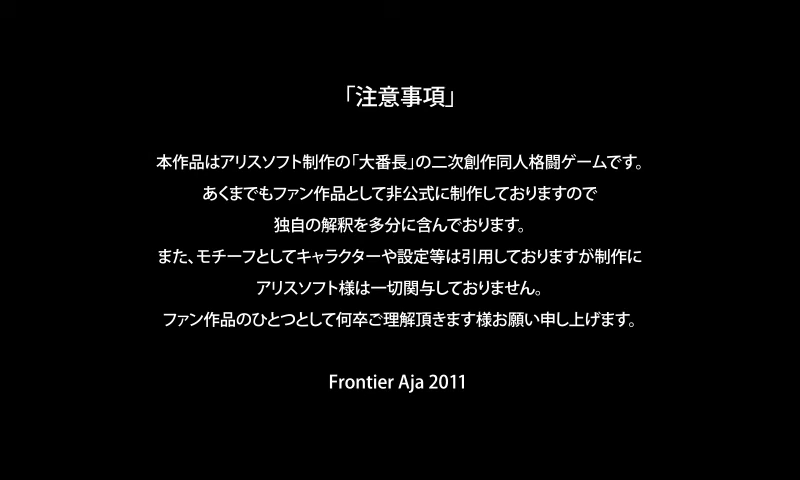 「注意事項」
本作品はアリスソフト制作の「大番長」の二次創作同人格闘ゲームです。
あくまでもファン作品として非公式に制作しておりますので
独自の解釈を多分に含んでおります。
また、モチーフとしてキャラクターや設定等は引用しておりますが制作に
アリスソフト様は一切関与しておりません。
ファン作品のひとつとして何卒ご理解頂きます様お願い申し上げます。
Frontier Aja 2011